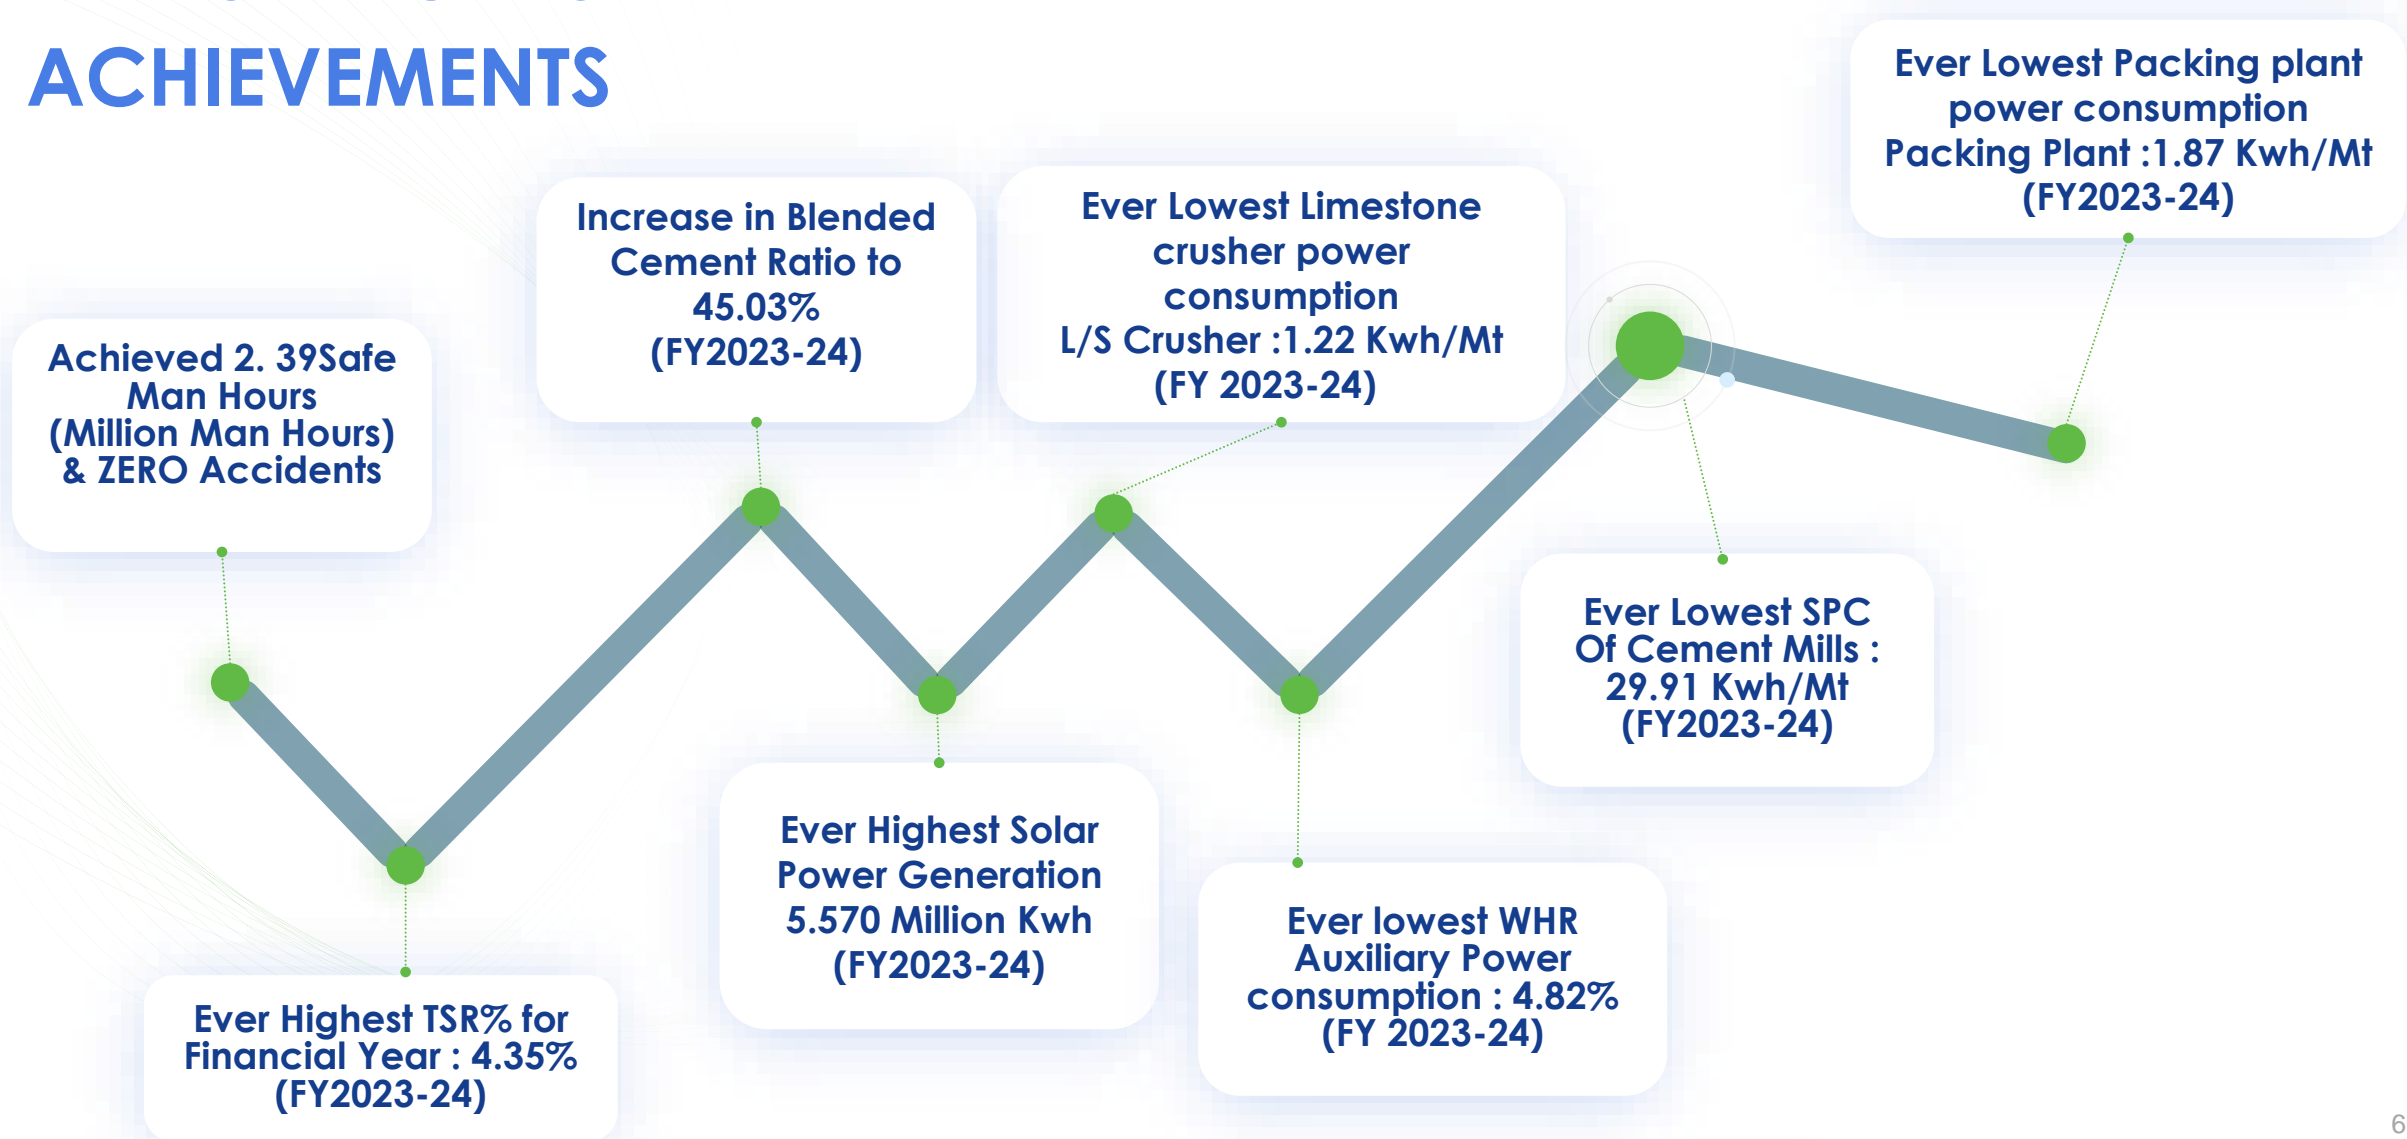 ACHIEVEMENTS
Achieved 2. 39Safe
Man Hours
(Million Man Hours)
& ZERO Accidents
Ever Highest TSR% for
Financial Year : 4.35%
(FY2023-24)
Increase in Blended
Cement Ratio to
45.03%
(FY2023-24)
Ever Highest Solar
Power Generation
5.570 Million Kwh
(FY2023-24)
Ever Lowest Limestone
crusher power
consumption
L/S Crusher :1.22 Kwh/Mt
(FY 2023-24)
Ever lowest WHR
Auxiliary Power
consumption : 4.82%
(FY 2023-24)
Ever Lowest SPC
Of Cement Mills :
29.91 Kwh/Mt
(FY2023-24)
Ever Lowest Packing plant
power consumption
Packing Plant :1.87 Kwh/Mt
(FY2023-24)
6